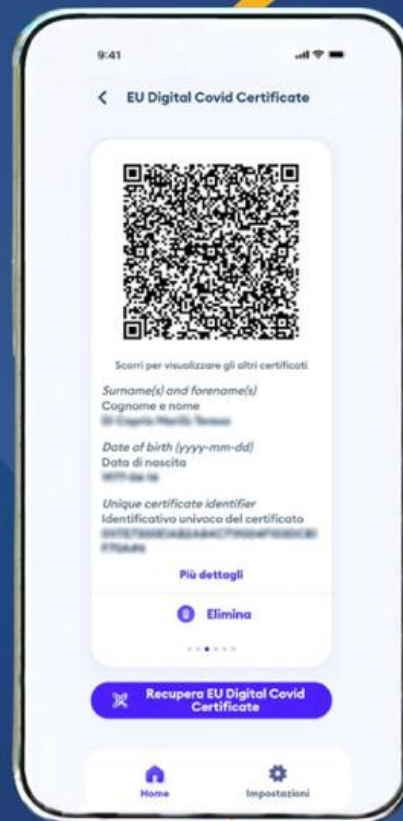 9:41
EU Digital Covid Certificate
Scorri per visualizzare gli altri certificati
Surname(s) and forename(s)
Cognome e nome
Date of birth (yyyy-mm-dd)
Data di nascita
Unique certificate identifier
Identificativo univoco del certificato
Più dettagli
Elimina
Recupera EU Digital Covid
Certificate
Home
Impostazioni